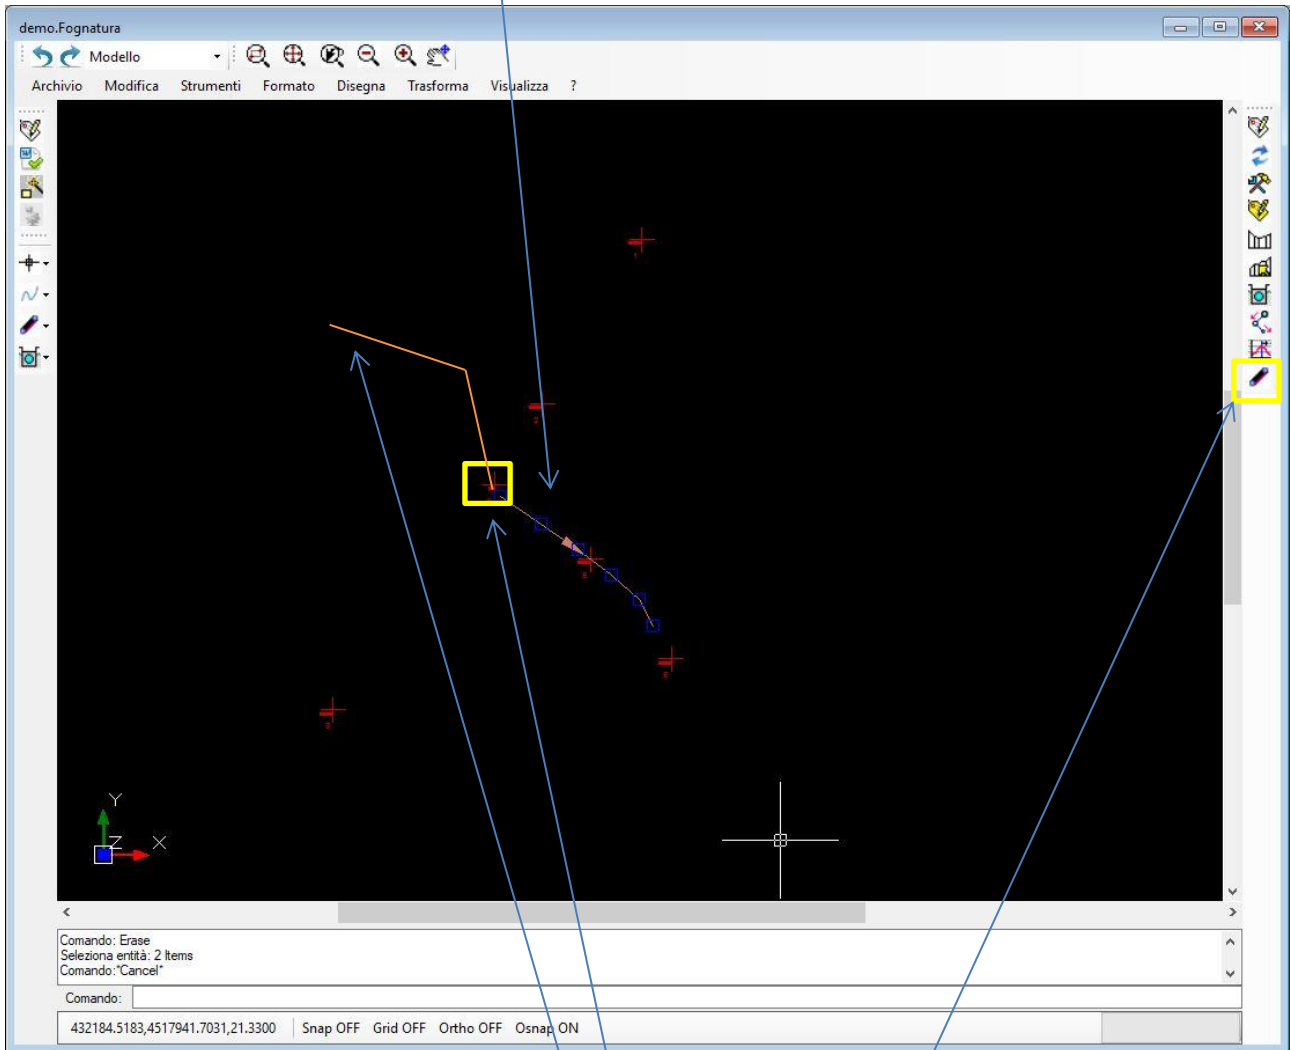 demo.Fognatura
Modello
Archivio Modifica Strumenti Formato Disegna Trasforma Visualizza ?
Y
Z X
Comando: Erase
Seleziona entità: 2 Items
Comando:*Cancel*
Comando:
432184.5183,4517941.7031,21.3300 Snap OFF Grid OFF Ortho OFF Osnap ON